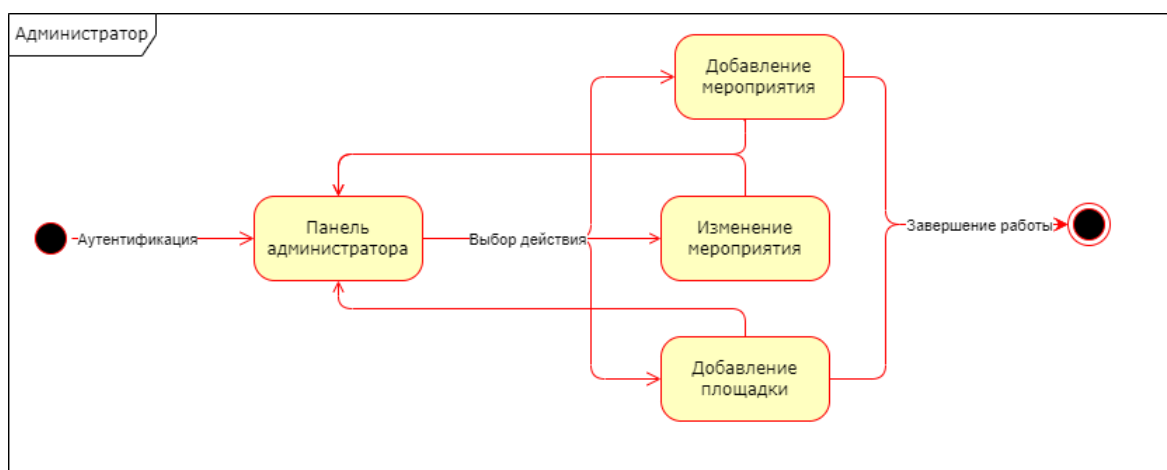 Администратор
Добавление
мероприятия
Аутентификация
Панель
администратора
Выбор действия
Изменение
мероприятия
Завершение работы
Добавление
площадки